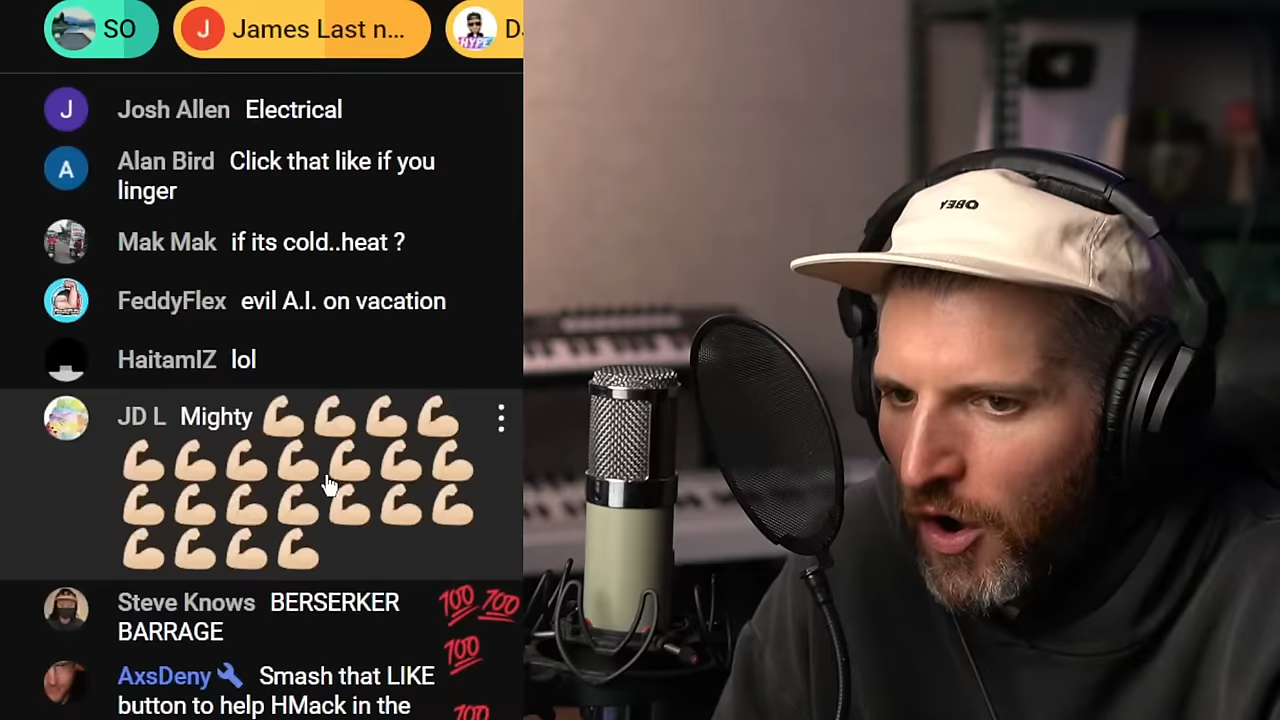 SO
J James Last n...
HYPE
J Josh Allen Electrical
A Alan Bird Click that like if you
linger
Mak Mak if its cold..heat ?
FeddyFlex evil A.I. on vacation
HaitamIZ lol
JD L Mighty 💪🏼💪🏼💪🏼💪🏼
💪🏼💪🏼💪🏼💪🏼💪🏼💪🏼💪🏼
💪🏼💪🏼💪🏼💪🏼💪🏼💪🏼💪🏼
💪🏼💪🏼💪🏼💪🏼
Steve Knows BERSERKER
BARRAGE
💯💯
💯
💯
AxsDeny 🔧 Smash that LIKE
button to help HMack in the
OBEY